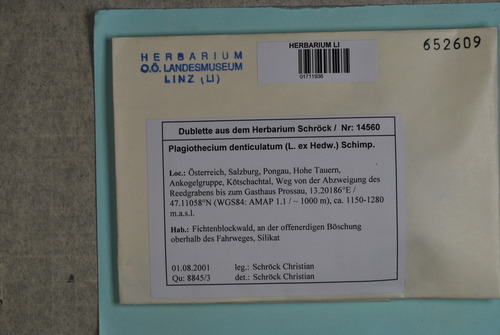 HERBARIUM
O.Ö. LANDESMUSEUM
LINZ (LI)
HERBARIUM LI
01711936
652609
Dublette aus dem Herbarium Schröck / Nr: 14560
Plagiothecium denticulatum (L. ex Hedw.) Schimp.
Loc.: Österreich, Salzburg, Pongau, Hohe Tauern,
Ankogelgruppe, Kötschachtal, Weg von der Abzweigung des
Reedgrabens bis zum Gasthaus Prossau, 13.20186°E /
47.11058°N (WGS84: AMAP 1.1 / ~ 1000 m), ca. 1150-1280
m.a.s.l.
Hab.: Fichtenblockwald, an der offenerdigen Böschung
oberhalb des Fahrweges, Silikat
01.08.2001 leg.: Schröck Christian
Qu: 8845/3 det.: Schröck Christian